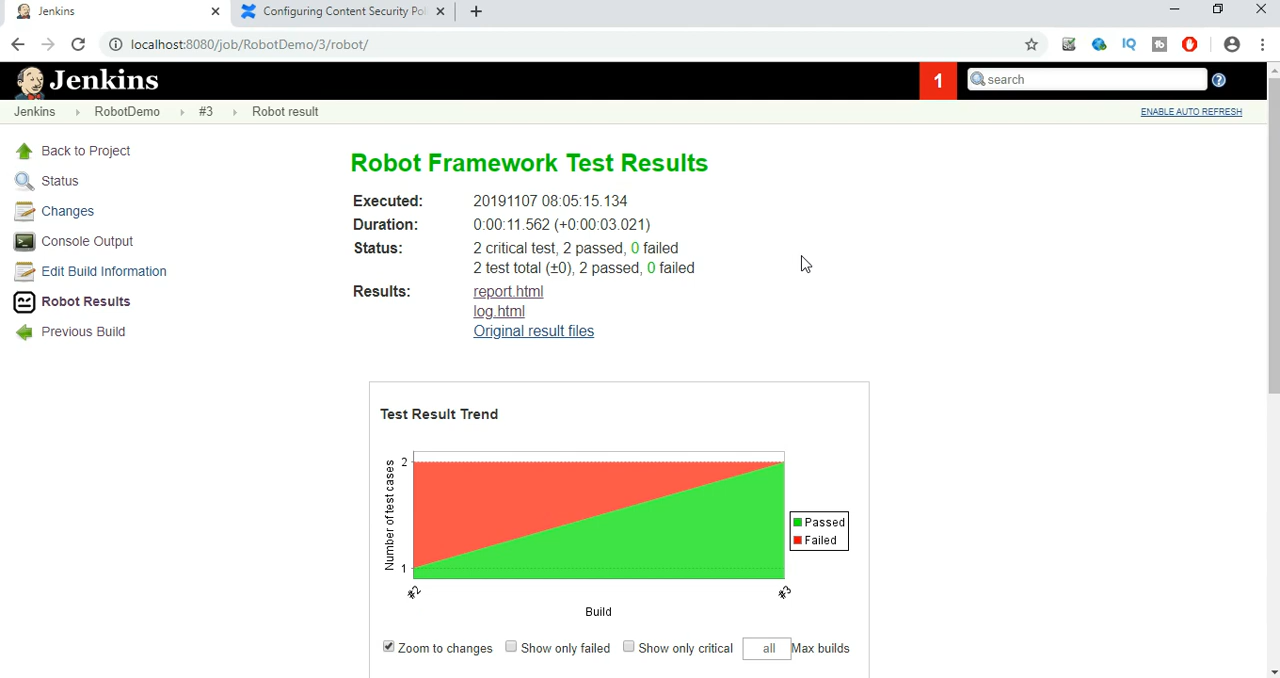 Jenkins
Configuring Content Security Pol
localhost:8080/job/RobotDemo/3/robot/
IQ
Jenkins
1
search
Jenkins RobotDemo #3 Robot result
ENABLE AUTO REFRESH
Back to Project
Status
Changes
Console Output
Edit Build Information
Robot Results
Previous Build
Robot Framework Test Results
Executed: 20191107 08:05:15.134
Duration: 0:00:11.562 (+0:00:03.021)
Status: 2 critical test, 2 passed, 0 failed
2 test total (±0), 2 passed, 0 failed
Results: report.html
log.html
Original result files
Test Result Trend
Number of test cases
2
1
#2
#3
Build
Passed
Failed
Zoom to changes Show only failed Show only critical all Max builds